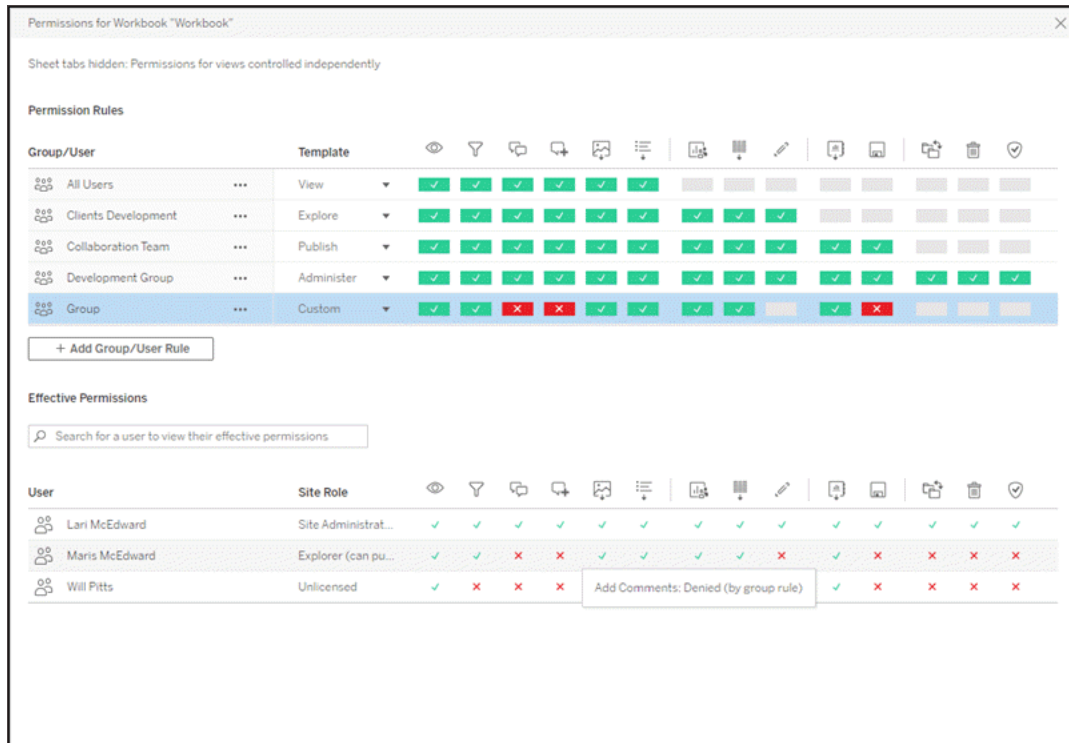 Permissions for Workbook "Workbook"
Sheet tabs hidden: Permissions for views controlled independently
Permission Rules
Group/User Template
All Users ... View
Clients Development ... Explore
Collaboration Team ... Publish
Development Group ... Administer
Group ... Custom
+ Add Group/User Rule
Effective Permissions
Search for a user to view their effective permissions
User Site Role
Lari McEdward Site Administrat...
Maris McEdward Explorer (can pu...
Will Pitts Unlicensed
Add Comments: Denied (by group rule)